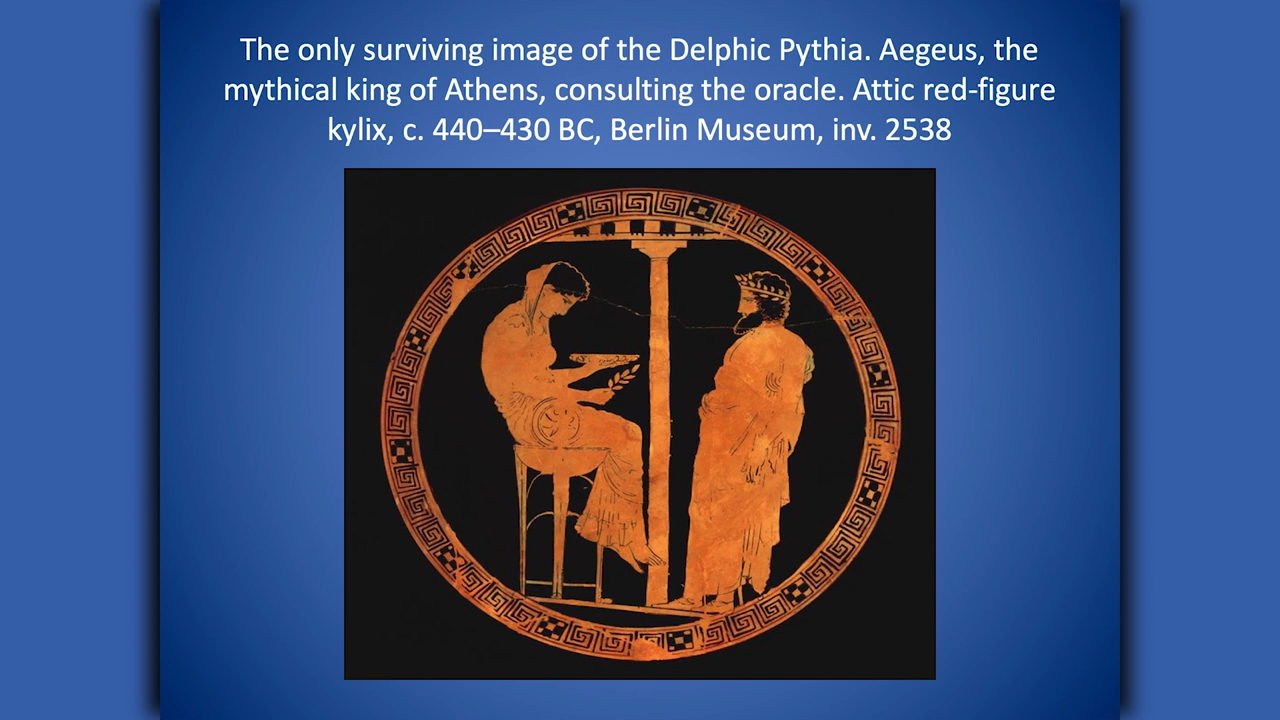 The only surviving image of the Delphic Pythia. Aegeus, the
mythical king of Athens, consulting the oracle. Attic red-figure
kylix, c. 440–430 BC, Berlin Museum, inv. 2538